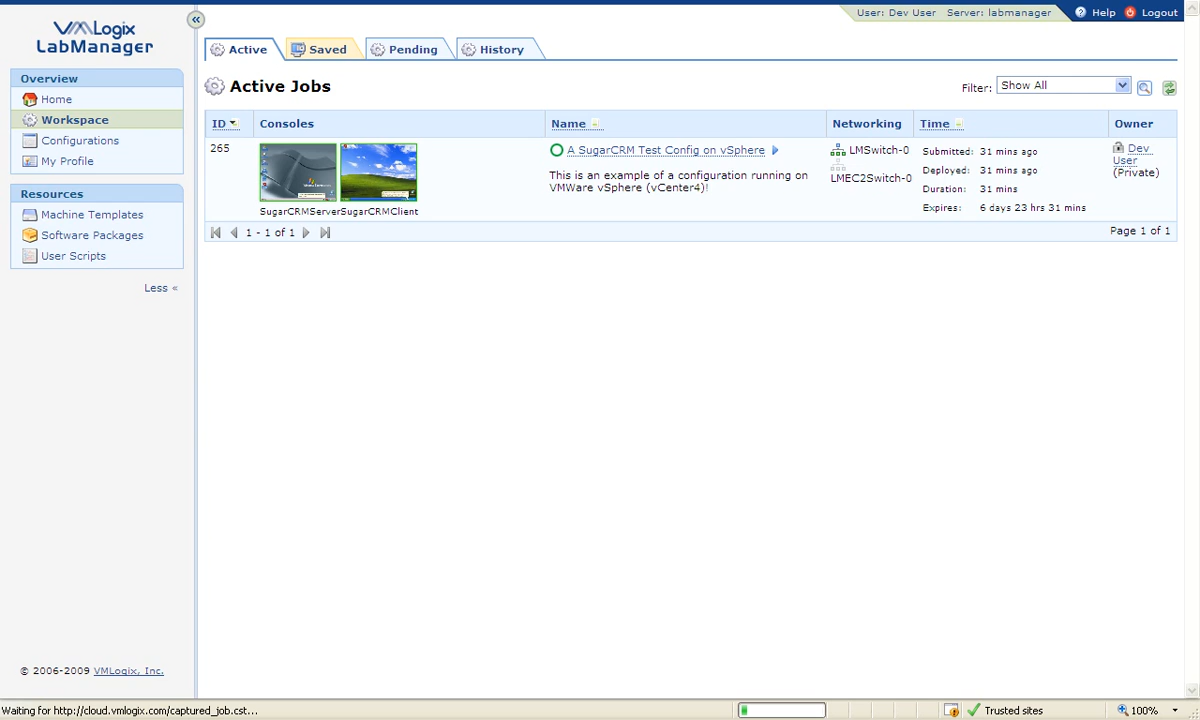 User: Dev User Server: labmanager Help Logout
VMLogix
LabManager
Active Saved Pending History
Overview
Home
Workspace
Configurations
My Profile
Resources
Machine Templates
Software Packages
User Scripts
Less «
Active Jobs
Filter: Show All
ID Consoles Name Networking Time Owner
265
SugarCRMServer SugarCRMClient
A SugarCRM Test Config on vSphere
This is an example of a configuration running on
VMWare vSphere (vCenter4)!
LMSwitch-0
LMEC2Switch-0
Submitted: 31 mins ago
Deployed: 31 mins ago
Duration: 31 mins
Expires: 6 days 23 hrs 31 mins
Dev
User
(Private)
1 - 1 of 1 Page 1 of 1
© 2006-2009 VMLogix, Inc.
Waiting for http://cloud.vmlogix.com/captured_job.cst... Trusted sites 100%